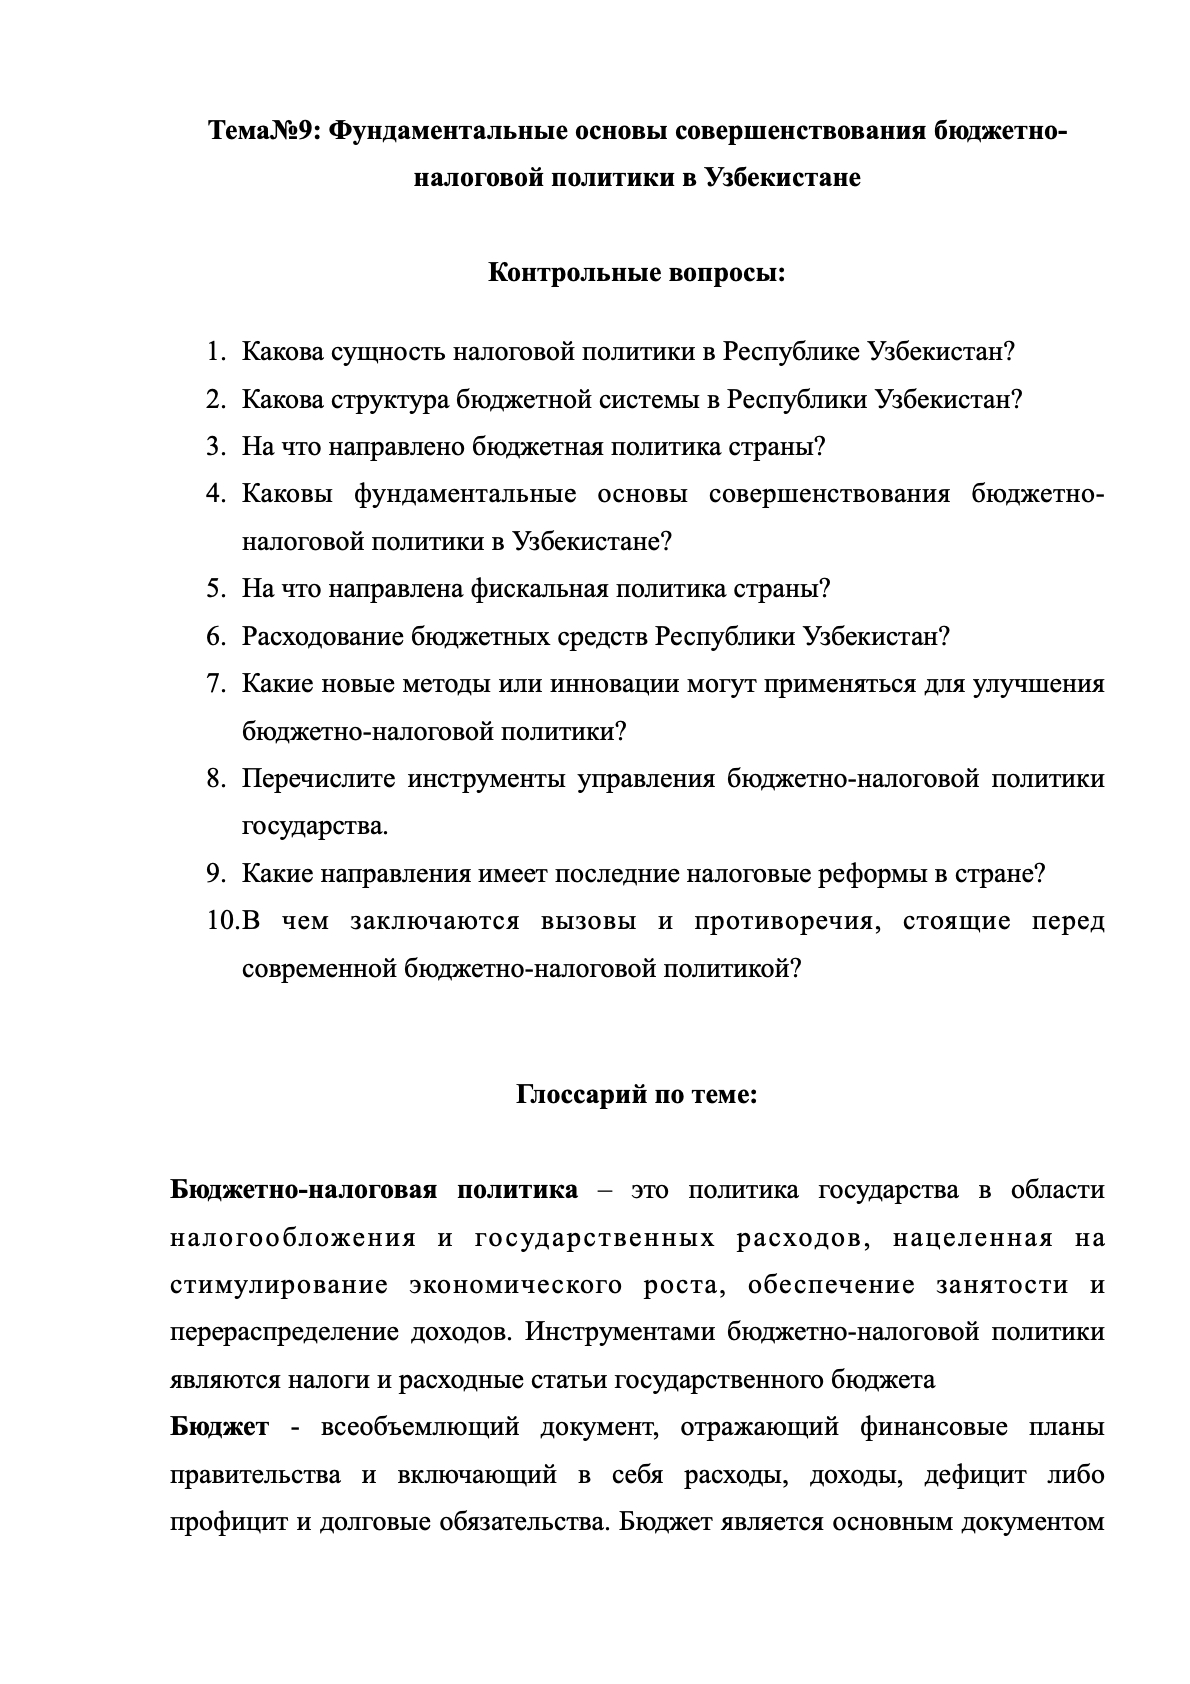 Тема№9: Фундаментальные основы совершенствования бюджетно-
налоговой политики в Узбекистане
Контрольные вопросы:
1. Какова сущность налоговой политики в Республике Узбекистан?
2. Какова структура бюджетной системы в Республики Узбекистан?
3. На что направлено бюджетная политика страны?
4. Каковы фундаментальные основы совершенствования бюджетно-
налоговой политики в Узбекистане?
5. На что направлена фискальная политика страны?
6. Расходование бюджетных средств Республики Узбекистан?
7. Какие новые методы или инновации могут применяться для улучшения
бюджетно-налоговой политики?
8. Перечислите инструменты управления бюджетно-налоговой политики
государства.
9. Какие направления имеет последние налоговые реформы в стране?
10.В чем заключаются вызовы и противоречия, стоящие перед
современной бюджетно-налоговой политикой?
Глоссарий по теме:
Бюджетно-налоговая политика – это политика государства в области
налогообложения и государственных расходов, нацеленная на
стимулирование экономического роста, обеспечение занятости и
перераспределение доходов. Инструментами бюджетно-налоговой политики
являются налоги и расходные статьи государственного бюджета
Бюджет - всеобъемлющий документ, отражающий финансовые планы
правительства и включающий в себя расходы, доходы, дефицит либо
профицит и долговые обязательства. Бюджет является основным документом